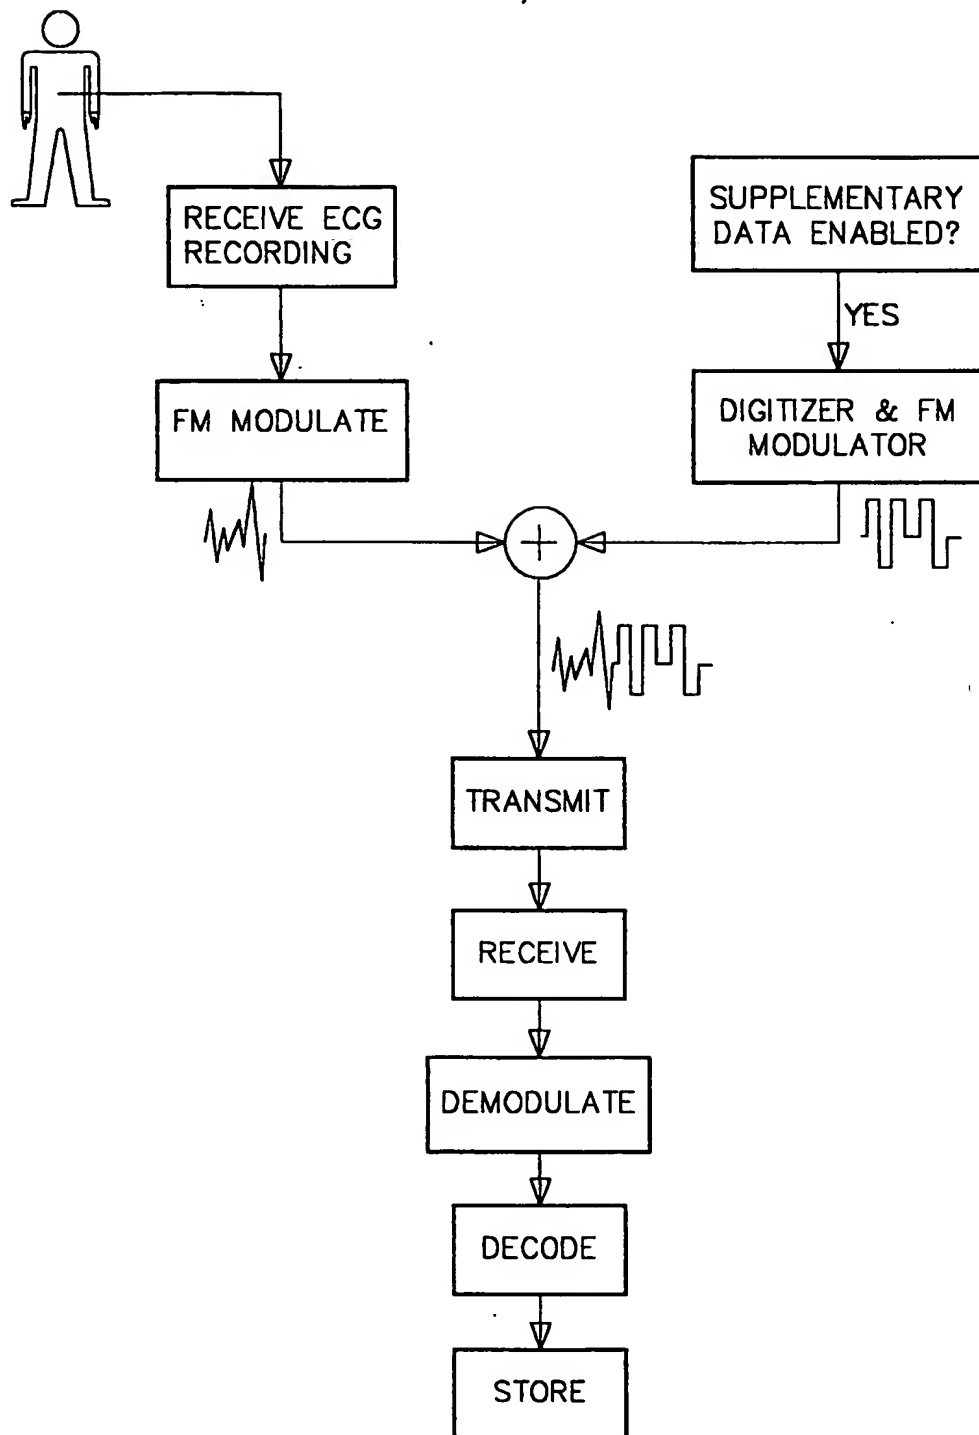 RECEIVE ECG
RECORDING
SUPPLEMENTARY
DATA ENABLED?
YES
FM MODULATE
DIGITIZER & FM
MODULATOR
TRANSMIT
RECEIVE
DEMODULATE
DECODE
STORE